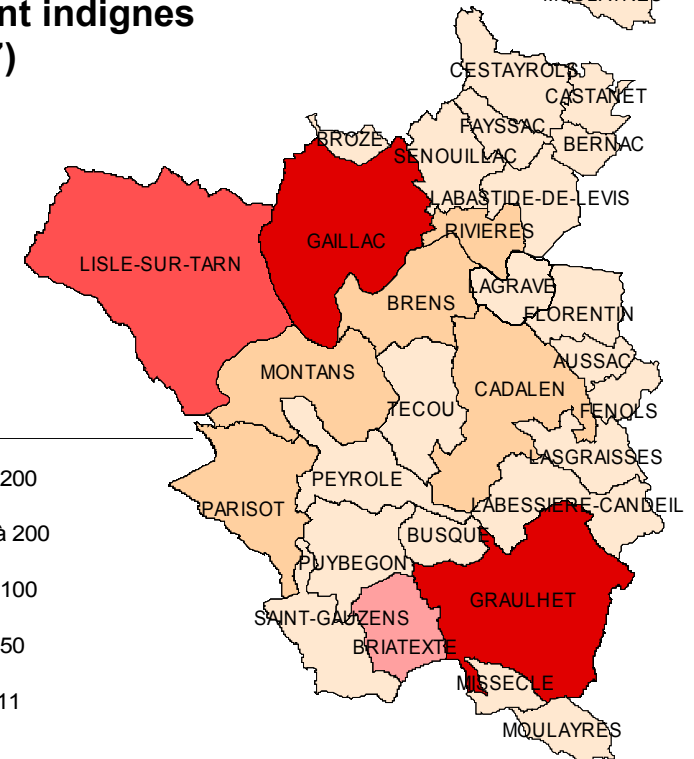 nt indignes
7)
CESTAYROLS
CASTANET
FAYSSAC
BROZE
BERNAC
SENOUILLAC
LABASTIDE-DE-LEVIS
RIVIERES
GAILLAC
LISLE-SUR-TARN
LAGRAVE
BRENS
FLORENTIN
AUSSAC
MONTANS
CADALEN
TECOU
FENOLS
LASGRAISSES
200
PEYROLE
LABESSIERE-CANDEIL
PARISOT
à 200
BUSQUE
PUYBEGON
100
GRAULHET
SAINT-GAUZENS
50
BRIATEXTE
MISSECLE
11
MOULAYRES